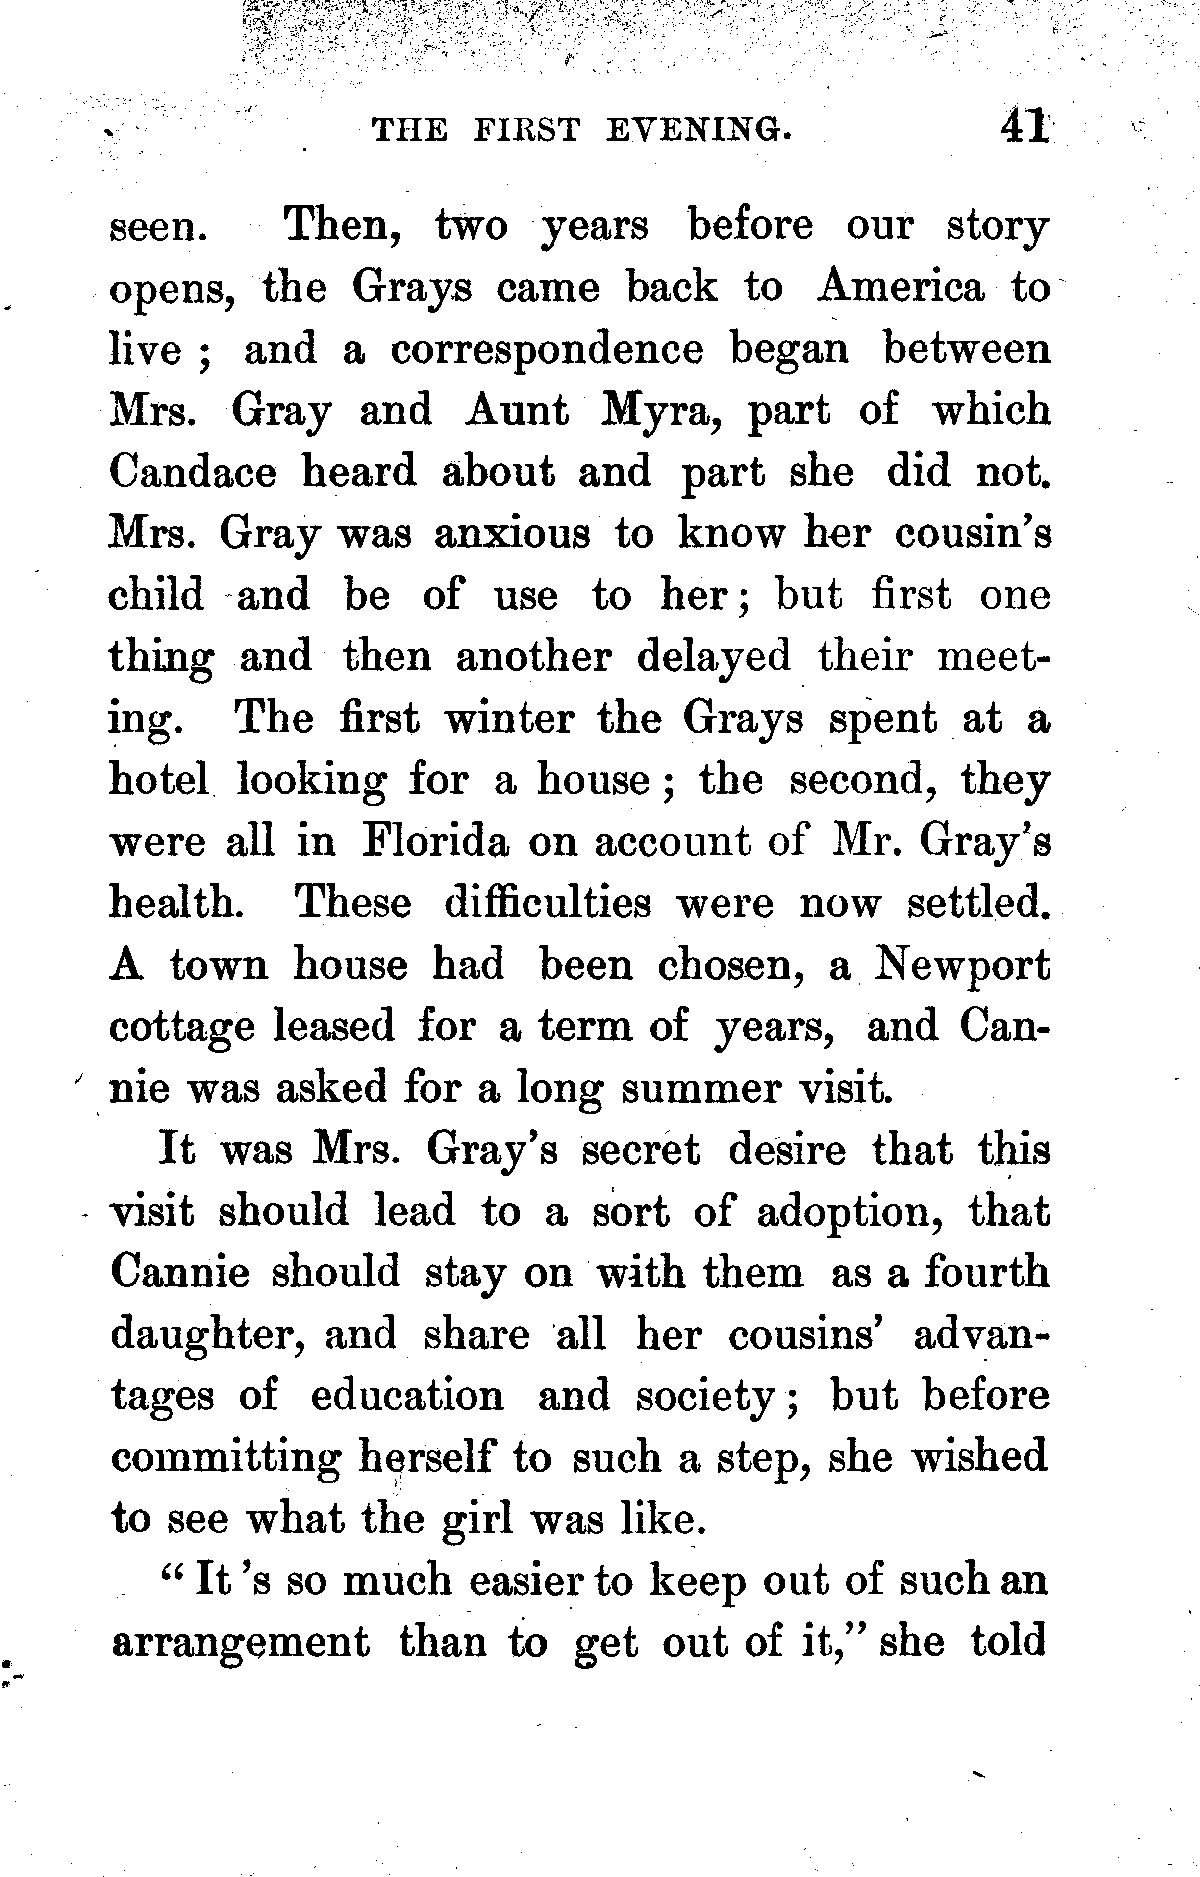 THE FIRST EVENING. 41
seen. Then, two years before our story
opens, the Grays came back to America to
live ; and a correspondence began between
Mrs. Gray and Aunt Myra, part of which
Candace heard about and part she did not.
Mrs. Gray was anxious to know her cousin's
child and be of use to her; but first one
thing and then another delayed their meet-
ing. The first winter the Grays spent at a
hotel looking for a house ; the second, they
were all in Florida on account of Mr. Gray's
health. These difficulties were now settled.
A town house had been chosen, a Newport
cottage leased for a term of years, and Can-
nie was asked for a long summer visit.
It was Mrs. Gray's secret desire that this
visit should lead to a sort of adoption, that
Cannie should stay on with them as a fourth
daughter, and share all her cousins' advan-
tages of education and society; but before
committing herself to such a step, she wished
to see what the girl was like.
“ It 's so much easier to keep out of such an
arrangement than to get out of it,” she told